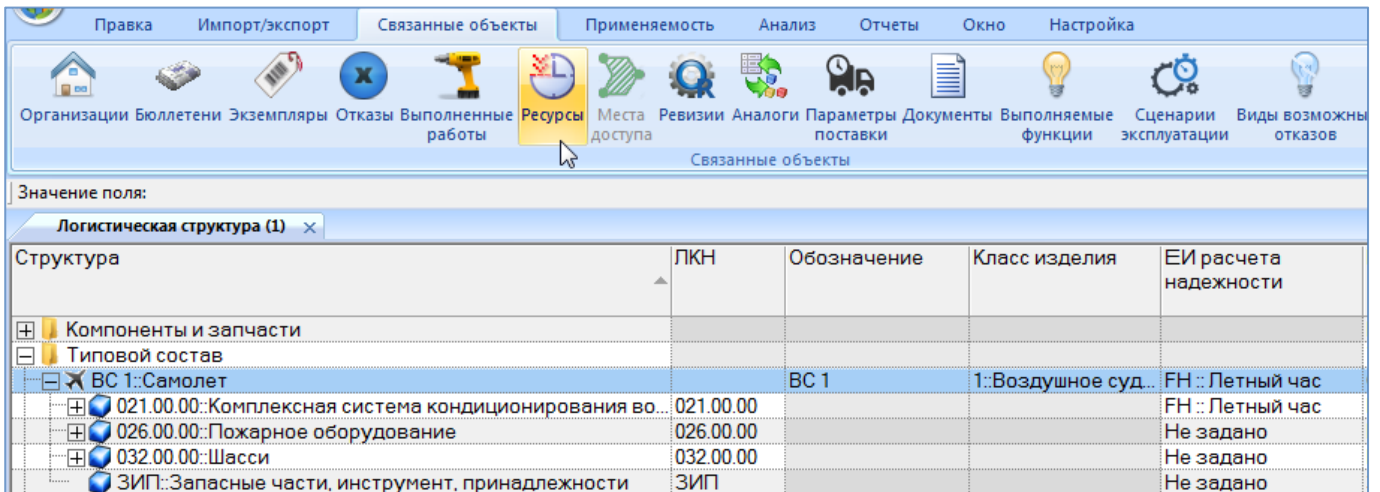 Правка Импорт/экспорт Связанные объекты Применяемость Анализ Отчеты Окно Настройка
Организации Бюллетени Экземпляры Отказы Выполненные Ресурсы Места Ревизии Аналоги Параметры Документы Выполняемые Сценарии Виды возможны
работы доступа поставки функции эксплуатации отказов
Связанные объекты
Значение поля:
Логистическая структура (1)
Структура ЛКН Обозначение Класс изделия ЕИ расчета
надежности
Компоненты и запчасти
Типовой состав
ВС 1::Самолет ВС 1 1::Воздушное суд... FH :: Летный час
021.00.00::Комплексная система кондиционирования во... 021.00.00 FH :: Летный час
026.00.00::Пожарное оборудование 026.00.00 Не задано
032.00.00::Шасси 032.00.00 Не задано
ЗИП::Запасные части, инструмент, принадлежности ЗИП Не задано